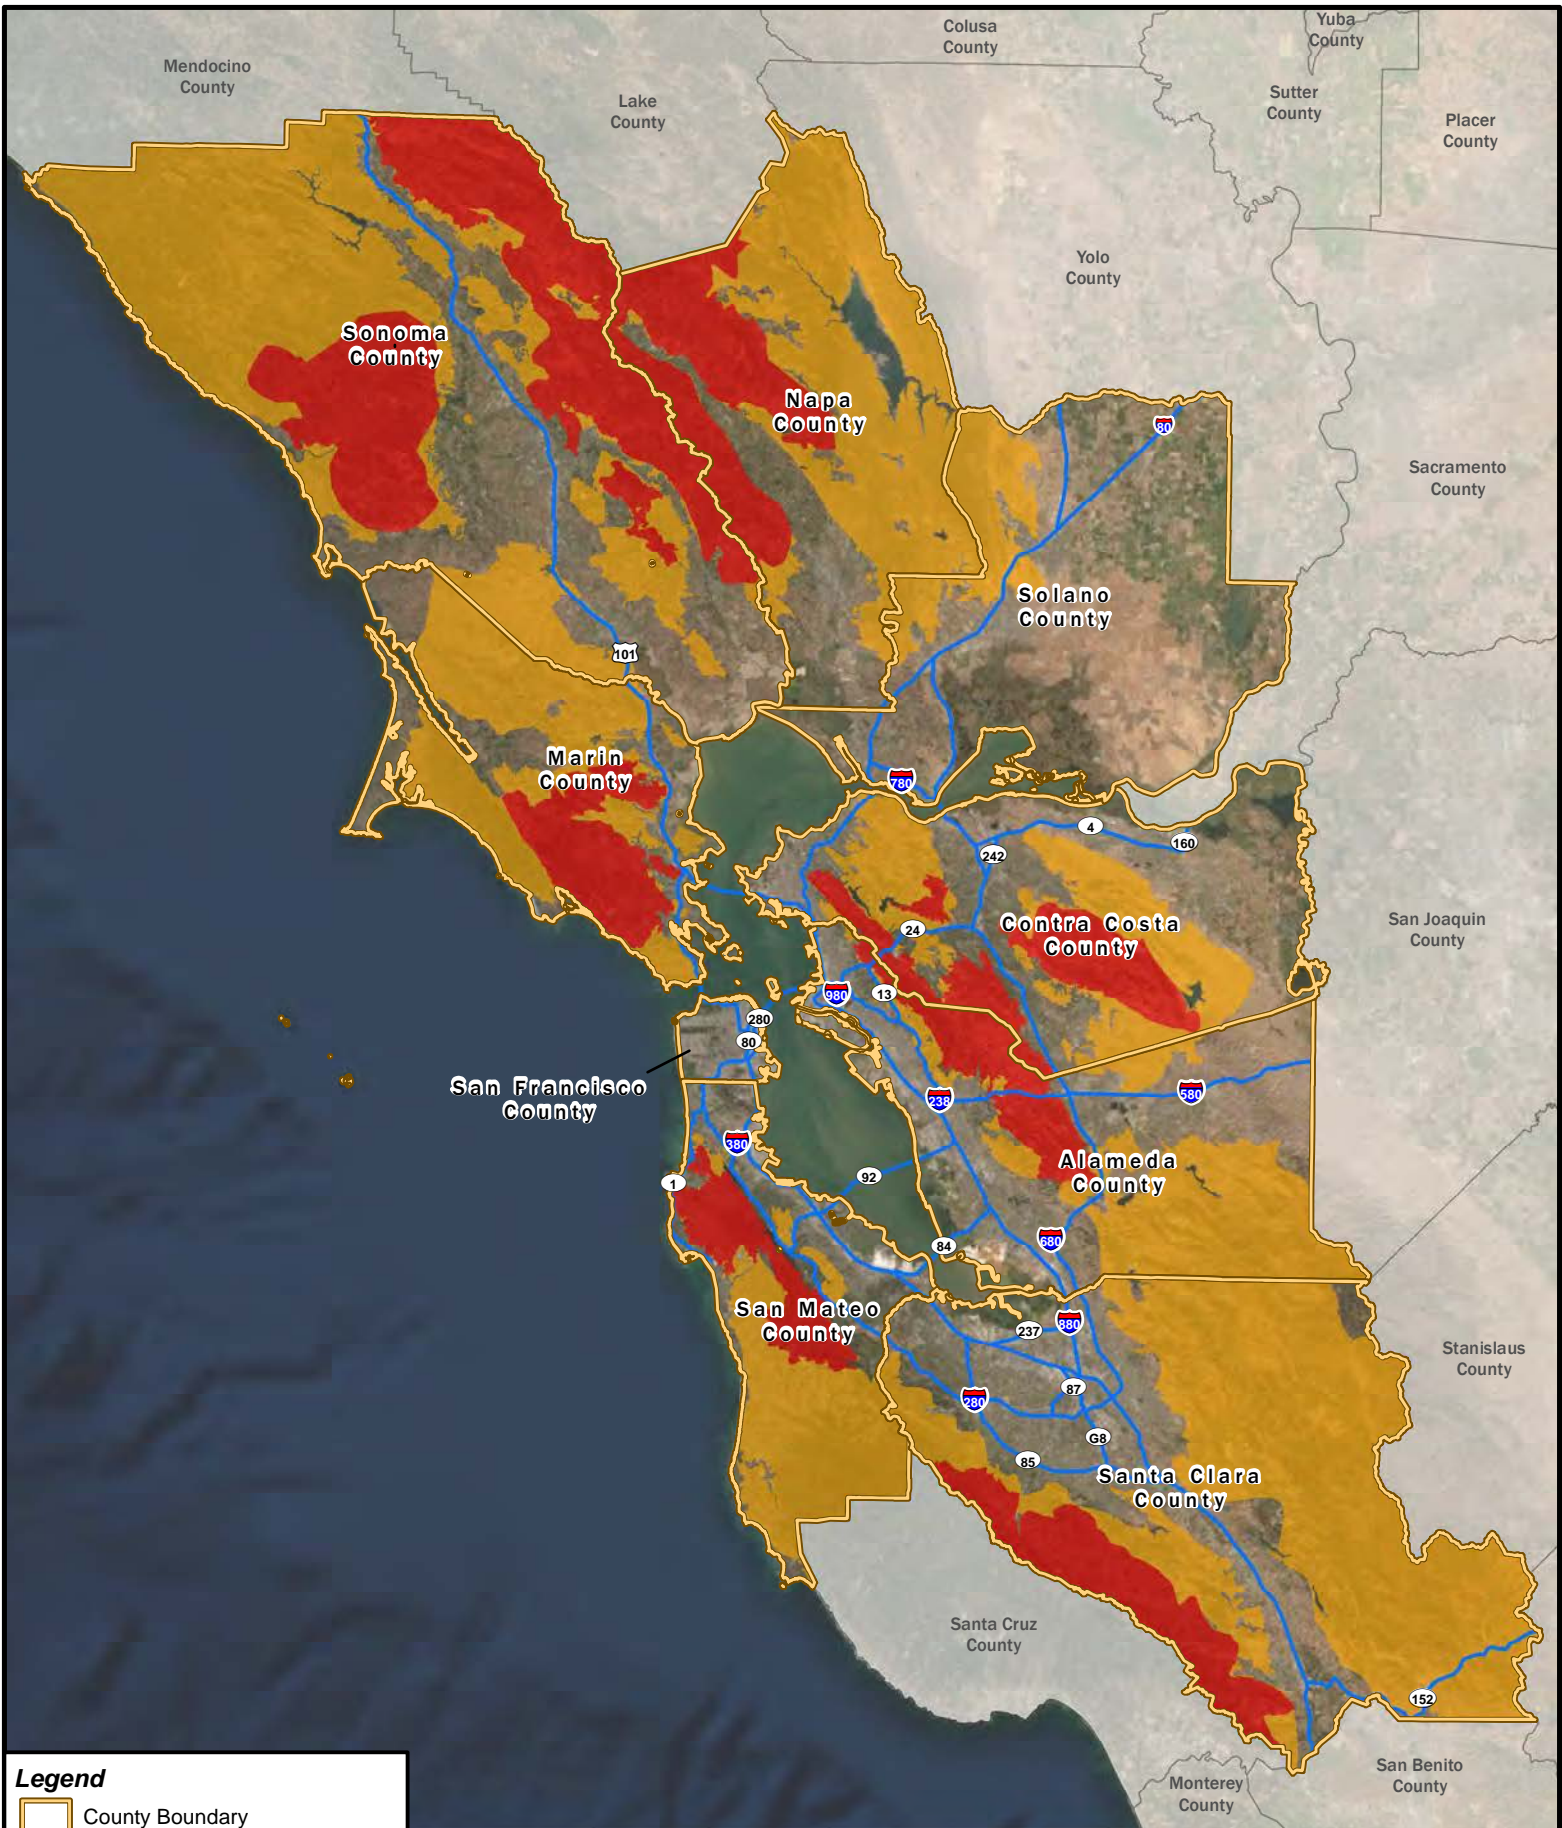 Colusa
County
Yuba
County
Mendocino
County
Lake
County
Sutter
County
Placer
County
Yolo
County
Sonoma
County
Napa
County
80
Sacramento
County
Solano
County
101
Marin
County
780
4
160
242
Contra Costa
County
24
San Joaquin
County
980
13
280
80
San Francisco
County
238
580
380
Alameda
County
92
1
84
680
San Mateo
County
237
880
Stanislaus
County
87
280
G8
85
Santa Clara
County
Santa Cruz
County
152
San Benito
County
Monterey
County
Legend
County Boundary